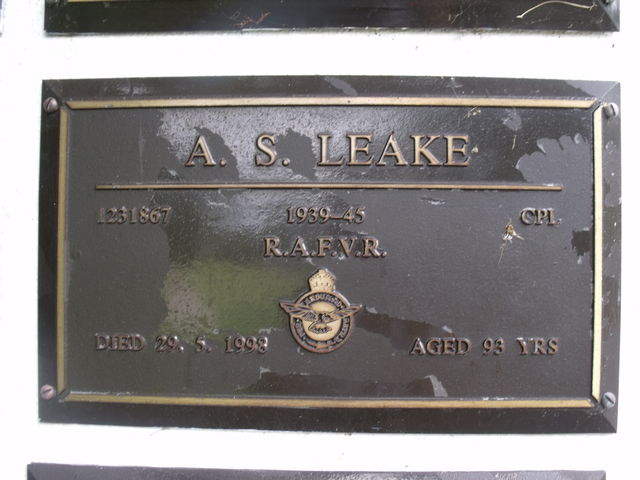 A. S. LEAKE
1231867 1939-45 CPL
R.A.F.V.R.
DIED 29. 5. 1998 AGED 93 YRS